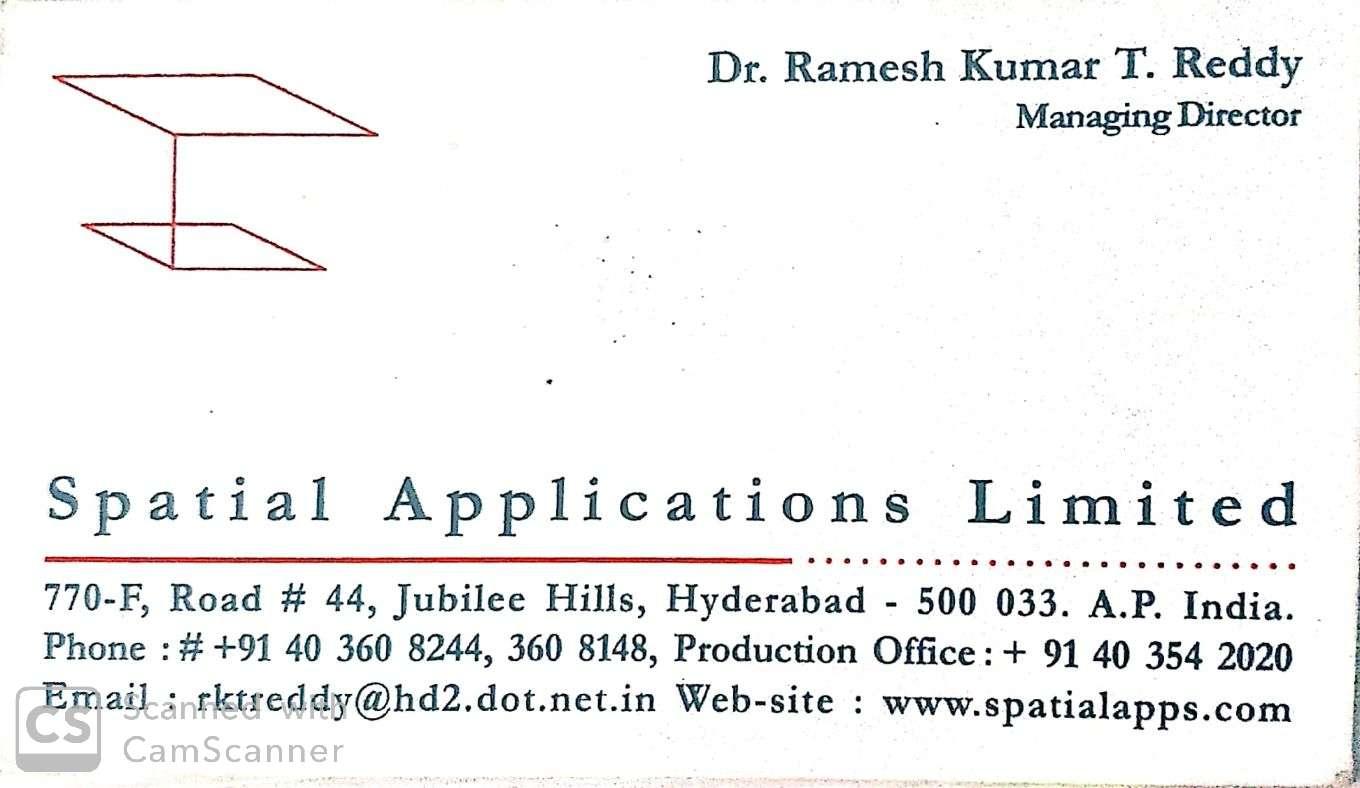 Dr. Ramesh Kumar T. Reddy
Managing Director
Spatial Applications Limited
770-F, Road # 44, Jubilee Hills, Hyderabad - 500 033. A.P. India.
Phone : # +91 40 360 8244, 360 8148, Production Office : + 91 40 354 2020
Email : rktreddy@hd2.dot.net.in Web-site : www.spatialapps.com
CS
Scanned with
CamScanner